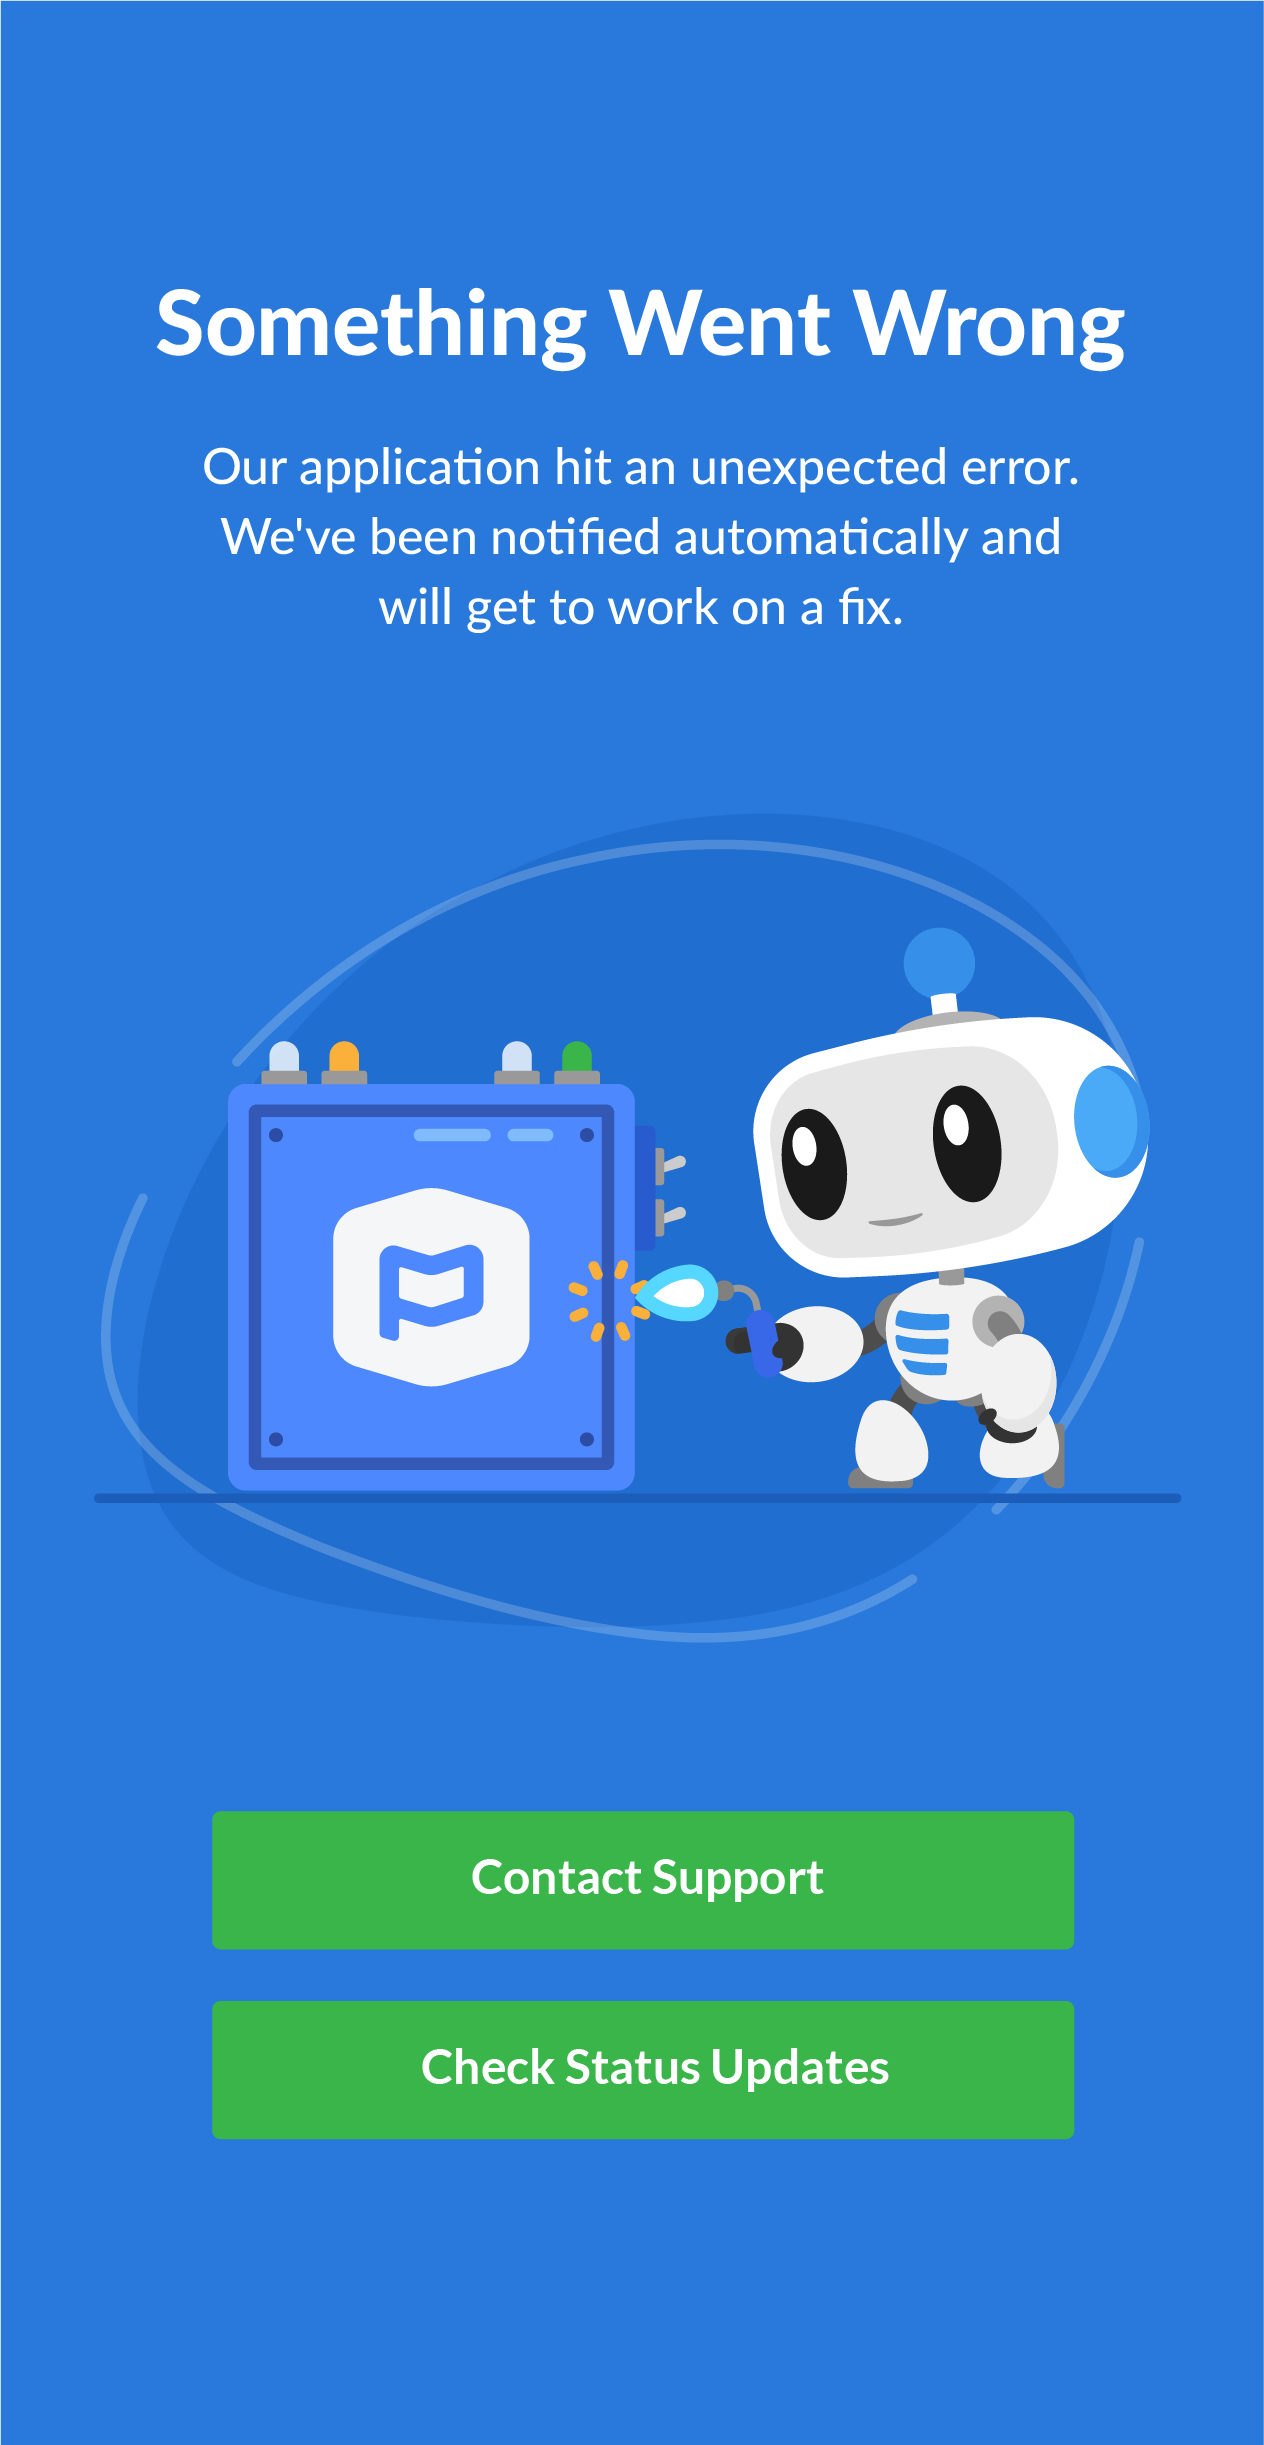 Something Went Wrong
Our application hit an unexpected error.
We've been notified automatically and
will get to work on a fix.
Contact Support
Check Status Updates